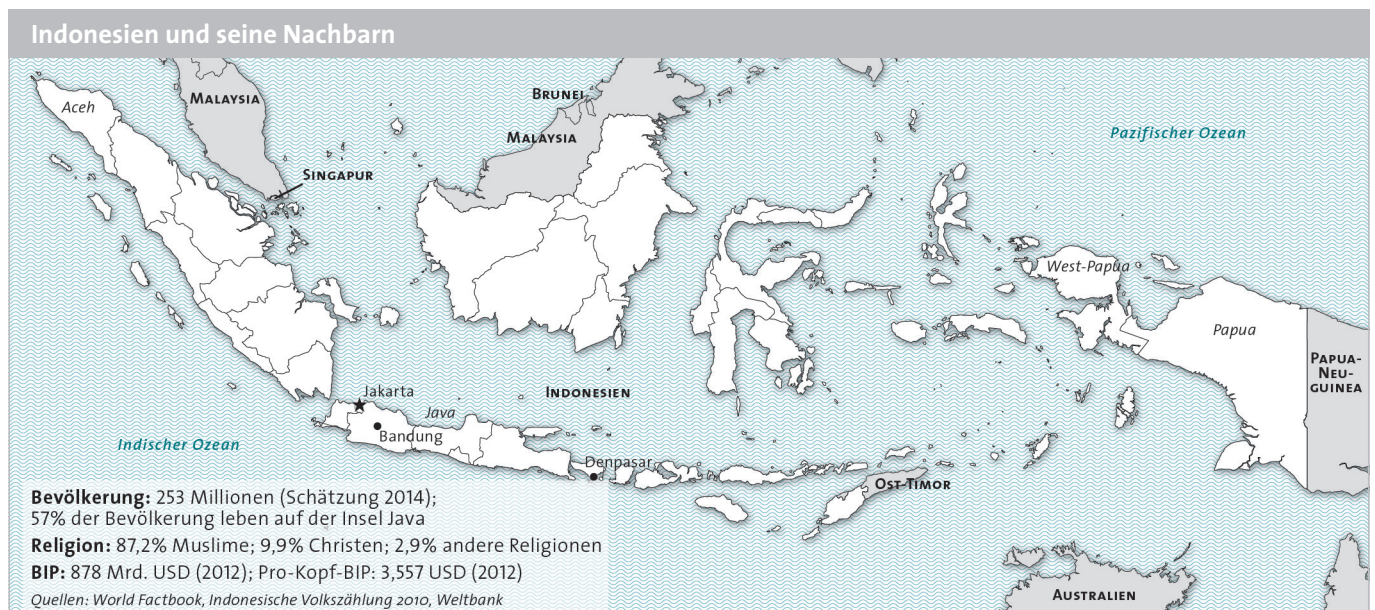 Indonesien und seine Nachbarn
Aceh
MALAYSIA
BRUNEI
MALAYSIA
SINGAPUR
Pazifischer Ozean
West-Papua
Papua
PAPUA-
NEU-
GUINEA
INDONESIEN
Jakarta
Java
Bandung
Indischer Ozean
Denpasar
OST-TIMOR
Bevölkerung: 253 Millionen (Schätzung 2014);
57% der Bevölkerung leben auf der Insel Java
Religion: 87,2% Muslime; 9,9% Christen; 2,9% andere Religionen
BIP: 878 Mrd. USD (2012); Pro-Kopf-BIP: 3,557 USD (2012)
Quellen: World Factbook, Indonesische Volkszählung 2010, Weltbank
AUSTRALIEN